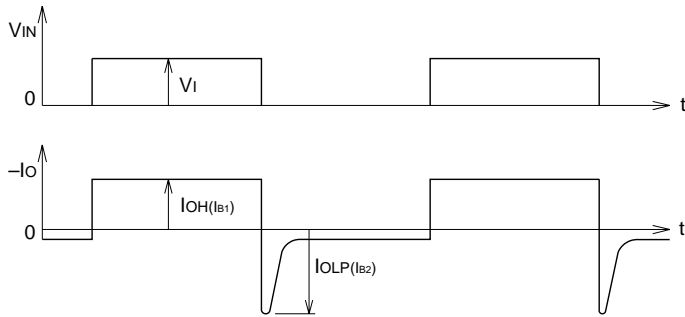 VIN
VI
0
t
–IO
IOH(IB1)
0
t
IOLP(IB2)